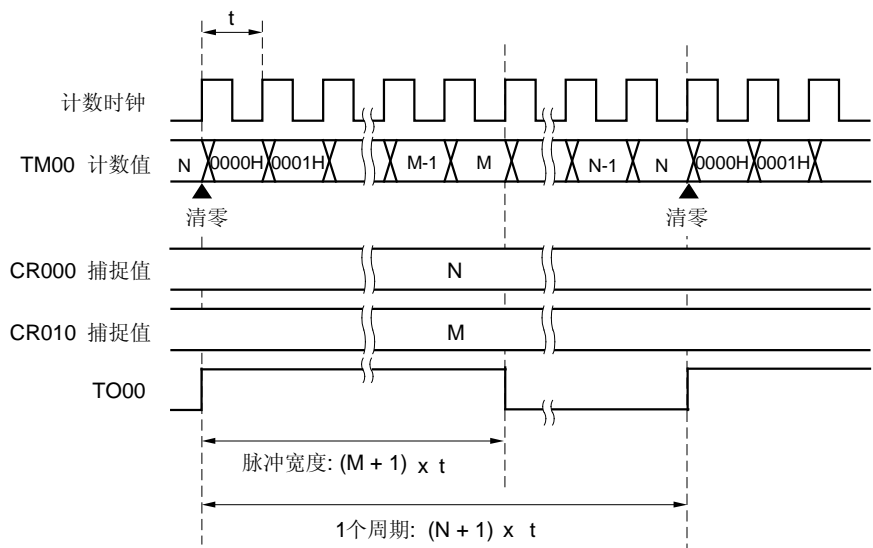 t
计数时钟
TM00 计数值 N 0000H 0001H M-1 M N-1 N 0000H 0001H
清零 清零
CR000 捕捉值 N
CR010 捕捉值 M
TO00
脉冲宽度: (M + 1) x t
1个周期: (N + 1) x t